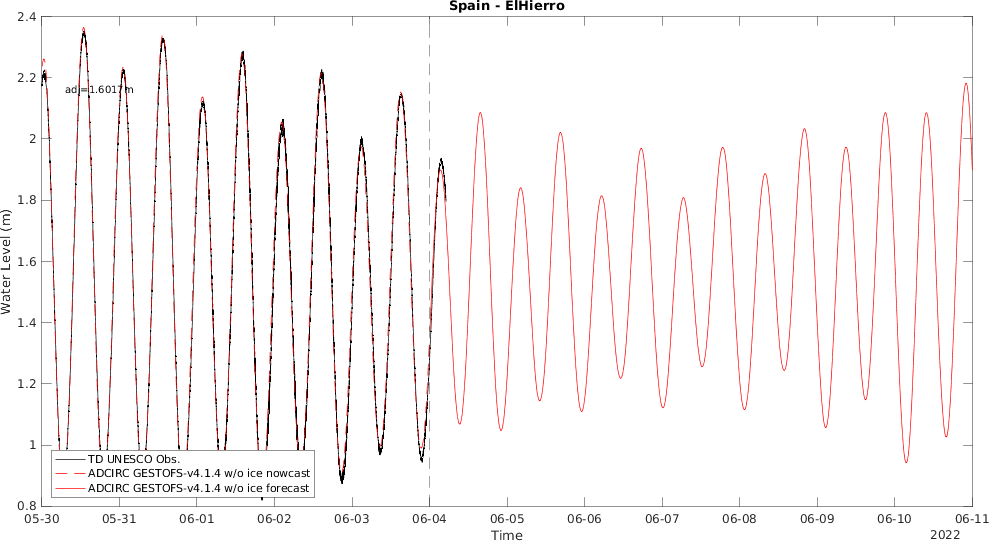 Spain - ElHierro
2.4
2.2
2
1.8
1.6
1.4
1.2
1
0.8
Water Level (m)
adj=1.6017 m
TD UNESCO Obs.
ADCIRC GESTOFS-v4.1.4 w/o ice nowcast
ADCIRC GESTOFS-v4.1.4 w/o ice forecast
05-30 05-31 06-01 06-02 06-03 06-04 06-05 06-06 06-07 06-08 06-09 06-10 06-11
Time
2022